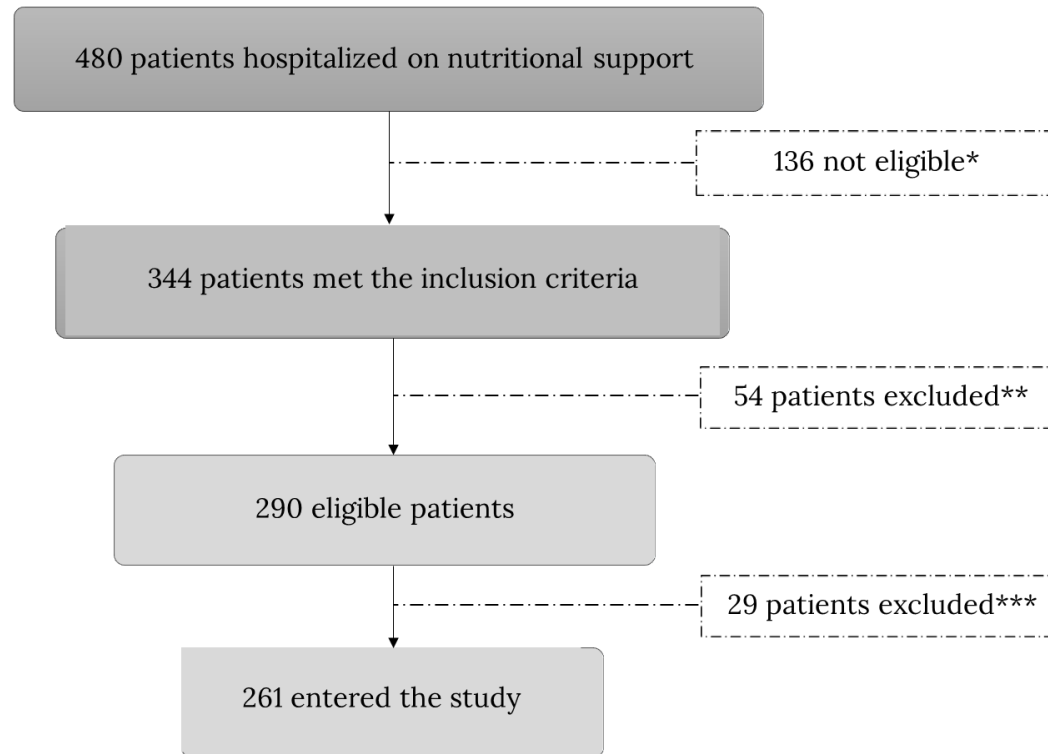 480 patients hospitalized on nutritional support
136 not eligible*
344 patients met the inclusion criteria
54 patients excluded**
290 eligible patients
29 patients excluded***
261 entered the study